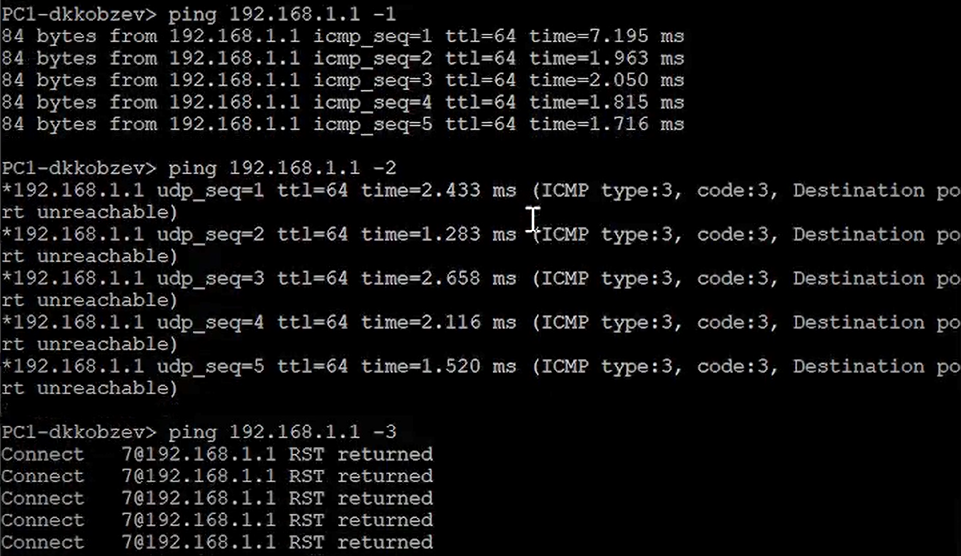 PC1-dkkobzev> ping 192.168.1.1 -1
84 bytes from 192.168.1.1 icmp_seq=1 ttl=64 time=7.195 ms
84 bytes from 192.168.1.1 icmp_seq=2 ttl=64 time=1.963 ms
84 bytes from 192.168.1.1 icmp_seq=3 ttl=64 time=2.050 ms
84 bytes from 192.168.1.1 icmp_seq=4 ttl=64 time=1.815 ms
84 bytes from 192.168.1.1 icmp_seq=5 ttl=64 time=1.716 ms
PC1-dkkobzev> ping 192.168.1.1 -2
*192.168.1.1 udp_seq=1 ttl=64 time=2.433 ms (ICMP type:3, code:3, Destination po
rt unreachable)
*192.168.1.1 udp_seq=2 ttl=64 time=1.283 ms (ICMP type:3, code:3, Destination po
rt unreachable)
*192.168.1.1 udp_seq=3 ttl=64 time=2.658 ms (ICMP type:3, code:3, Destination po
rt unreachable)
*192.168.1.1 udp_seq=4 ttl=64 time=2.116 ms (ICMP type:3, code:3, Destination po
rt unreachable)
*192.168.1.1 udp_seq=5 ttl=64 time=1.520 ms (ICMP type:3, code:3, Destination po
rt unreachable)
PC1-dkkobzev> ping 192.168.1.1 -3
Connect   7@192.168.1.1 RST returned
Connect   7@192.168.1.1 RST returned
Connect   7@192.168.1.1 RST returned
Connect   7@192.168.1.1 RST returned
Connect   7@192.168.1.1 RST returned